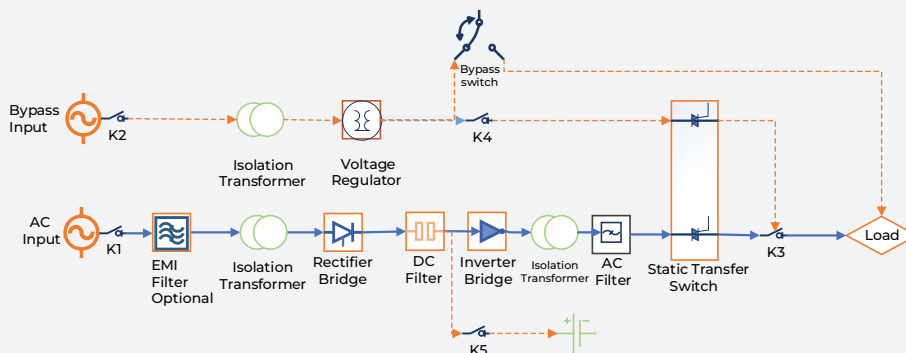 Bypass
switch
Bypass
Input
K2
K4
Isolation
Transformer
Voltage
Regulator
AC
Input
K1
EMI
Filter
Optional
Isolation
Transformer
Rectifier
Bridge
DC
Filter
Inverter
Bridge
Isolation
Transformer
AC
Filter
Static Transfer
Switch
K3
Load
K5
+
−